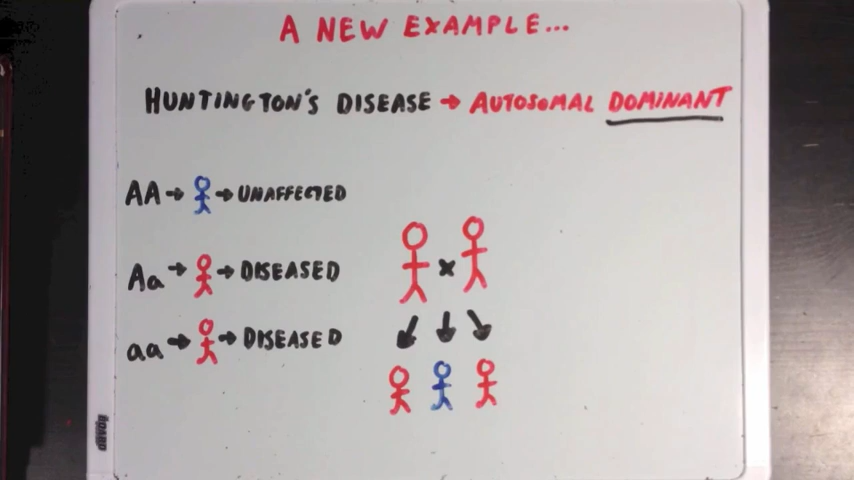 A NEW EXAMPLE...
HUNTINGTON'S DISEASE → AUTOSOMAL DOMINANT
AA → → UNAFFECTED
Aa → → DISEASED
aa → → DISEASED
x